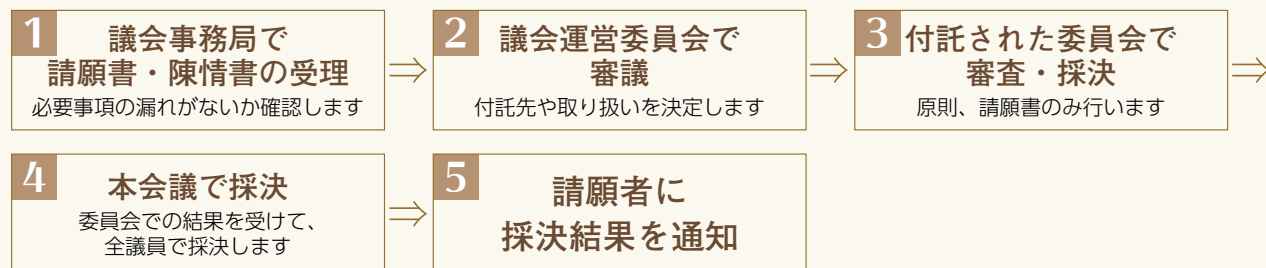 1
議会事務局で
請願書・陳情書の受理
必要事項の漏れがないか確認します
⇒
2
議会運営委員会で
審議
付託先や取り扱いを決定します
⇒
3
付託された委員会で
審査・採決
原則、請願書のみ行います
⇒
4
本会議で採決
委員会での結果を受けて、
全議員で採決します
⇒
5
請願者に
採決結果を通知